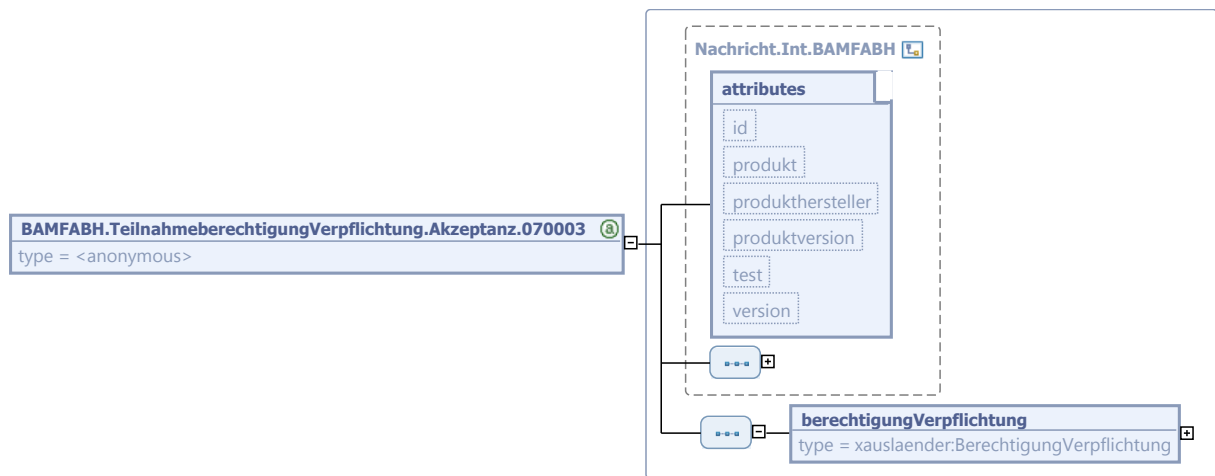 Nachricht.Int.BAMFABH
attributes
id
produkt
produkthersteller
produktversion
test
version
BAMFABH.TeilnahmeberechtigungVerpflichtung.Akzeptanz.070003 a
type = <anonymous>
berechtigungVerpflichtung
type = xauslaender:BerechtigungVerpflichtung